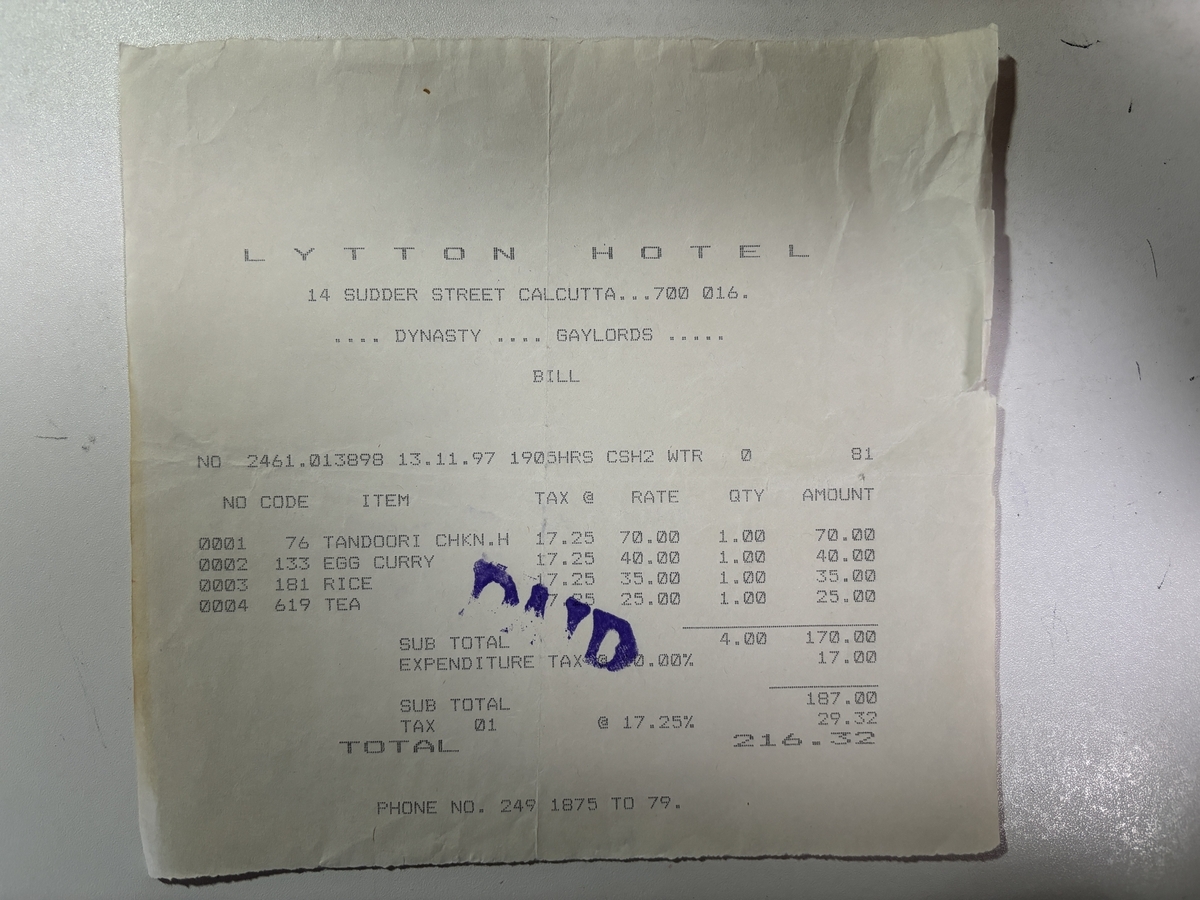 LYTTON HOTEL
14 SUDDER STREET CALCUTTA...700 016.
.... DYNASTY .... GAYLORDS .....
BILL
NO 2461.013898 13.11.97 1905HRS CSH2 WTR 0 81
NO CODE ITEM TAX @ RATE QTY AMOUNT
0001 76 TANDOORI CHKN.H 17.25 70.00 1.00 70.00
0002 133 EGG CURRY 17.25 40.00 1.00 40.00
0003 181 RICE 17.25 35.00 1.00 35.00
0004 619 TEA 25.00 1.00 25.00
SUB TOTAL 4.00 170.00
EXPENDITURE TAX @ 17.00
SUB TOTAL 187.00
TAX 01 @ 17.25% 29.32
TOTAL 216.32
PHONE NO. 249 1875 TO 79.